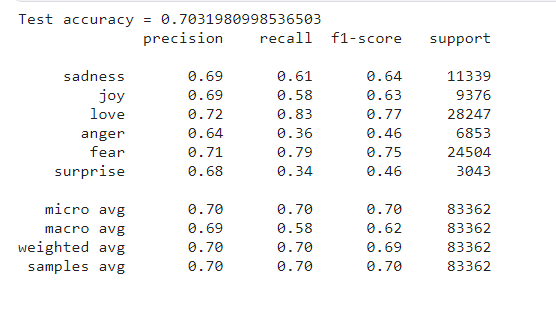 Test accuracy = 0.7031980998536503
precision recall f1-score support
sadness 0.69 0.61 0.64 11339
joy 0.69 0.58 0.63 9376
love 0.72 0.83 0.77 28247
anger 0.64 0.36 0.46 6853
fear 0.71 0.79 0.75 24504
surprise 0.68 0.34 0.46 3043
micro avg 0.70 0.70 0.70 83362
macro avg 0.69 0.58 0.62 83362
weighted avg 0.70 0.70 0.69 83362
samples avg 0.70 0.70 0.70 83362